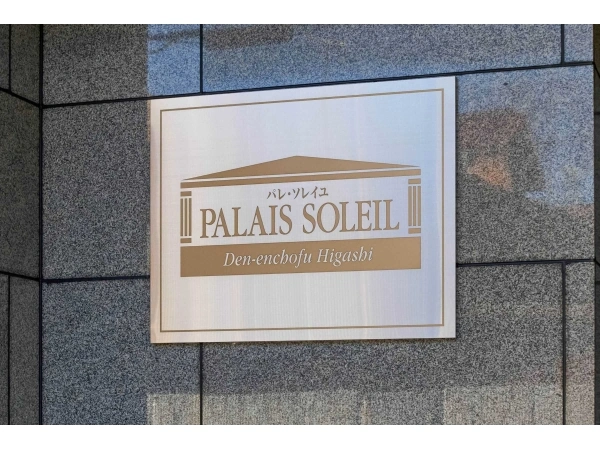 パレ・ソレイユ
PALAIS SOLEIL
Den-enchofu Higashi